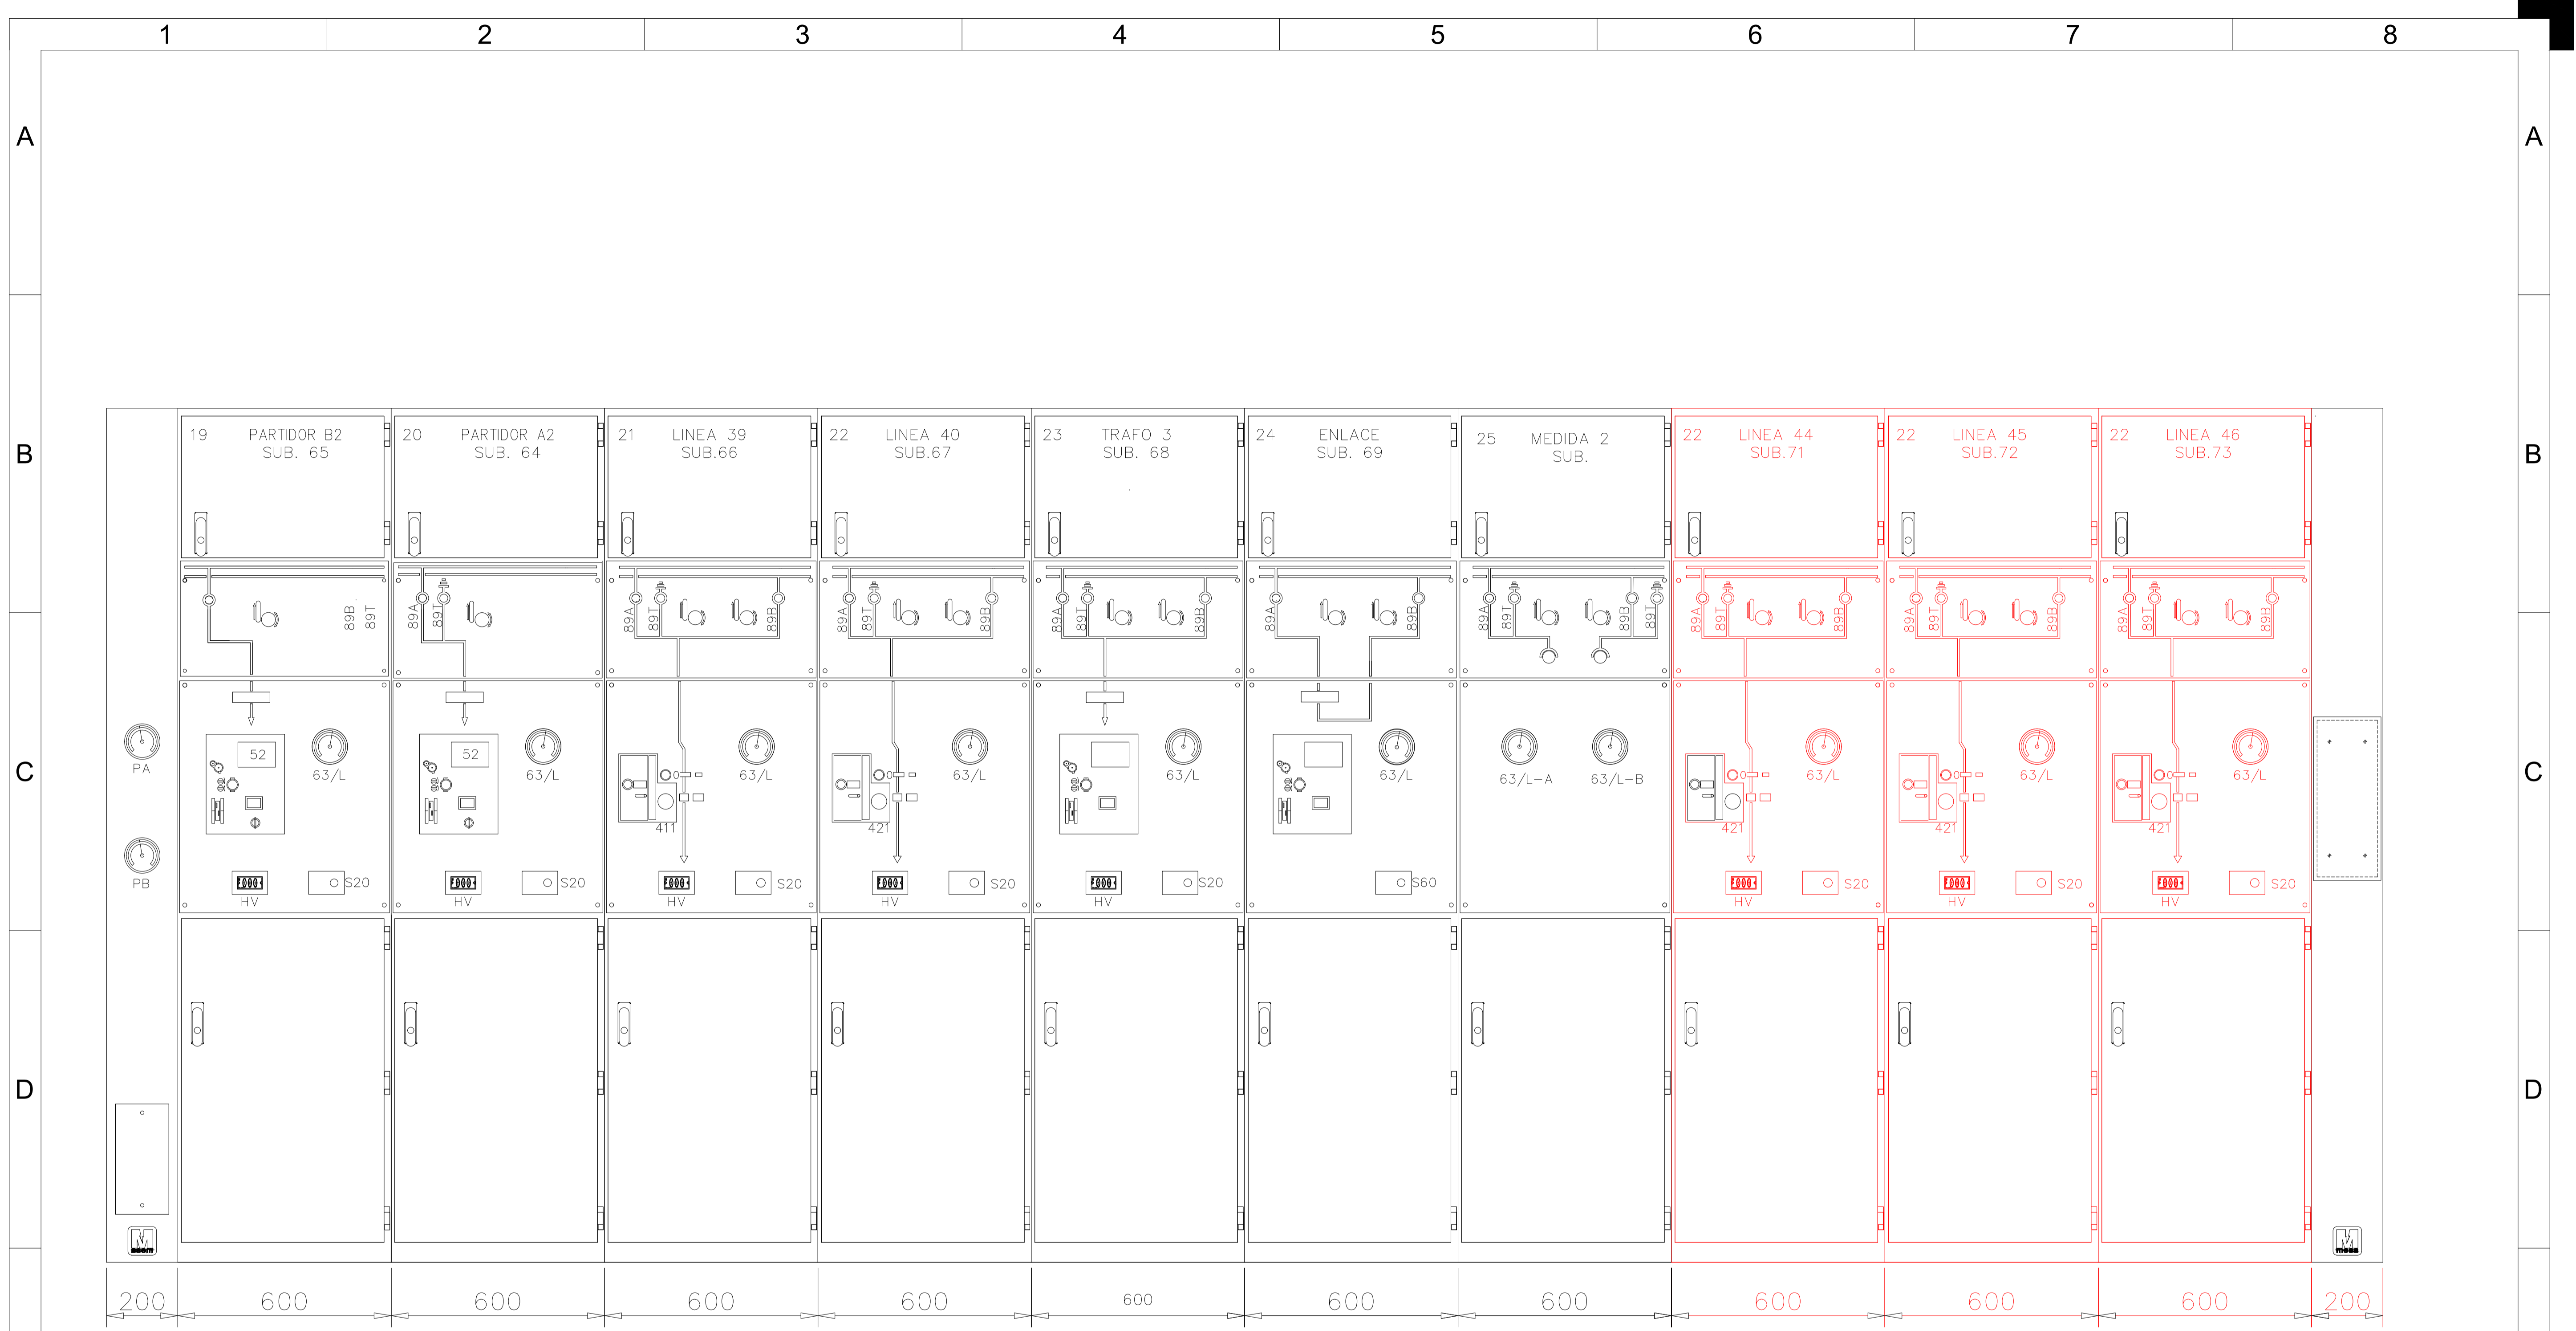 1 2 3 4 5 6 7 8
A A
B B
19 PARTIDOR B2
SUB. 65
20 PARTIDOR A2
SUB. 64
21 LINEA 39
SUB.66
22 LINEA 40
SUB.67
23 TRAFO 3
SUB. 68
24 ENLACE
SUB. 69
25 MEDIDA 2
SUB.
22 LINEA 44
SUB.71
22 LINEA 45
SUB.72
22 LINEA 46
SUB.73
89B 89T
89A 89T
89A 89T 89B
89A 89T 89B
89A 89T 89B
89A 89B
89A 89T 89B 89T
89A 89T 89B
89A 89T 89B
89A 89T 89B
C C
PA
PB
52 63/L
HV S20
52 63/L
HV S20
63/L
411
HV S20
63/L
421
HV S20
63/L
HV S20
63/L
S60
63/L-A 63/L-B
63/L
421
HV S20
63/L
421
HV S20
63/L
421
HV S20
D D
200 600 600 600 600 600 600 600 600 600 600 200